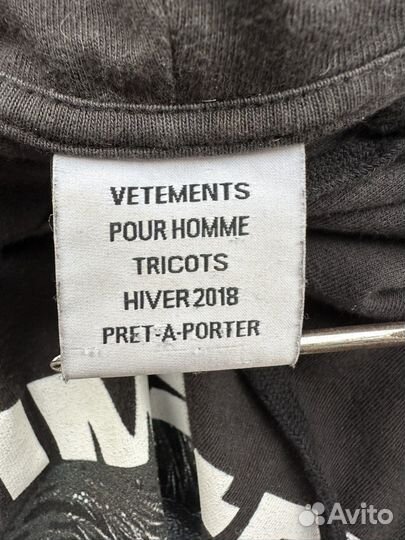 VETEMENTS
POUR HOMME
TRICOTS
HIVER 2018
PRET-A-PORTER
Avito